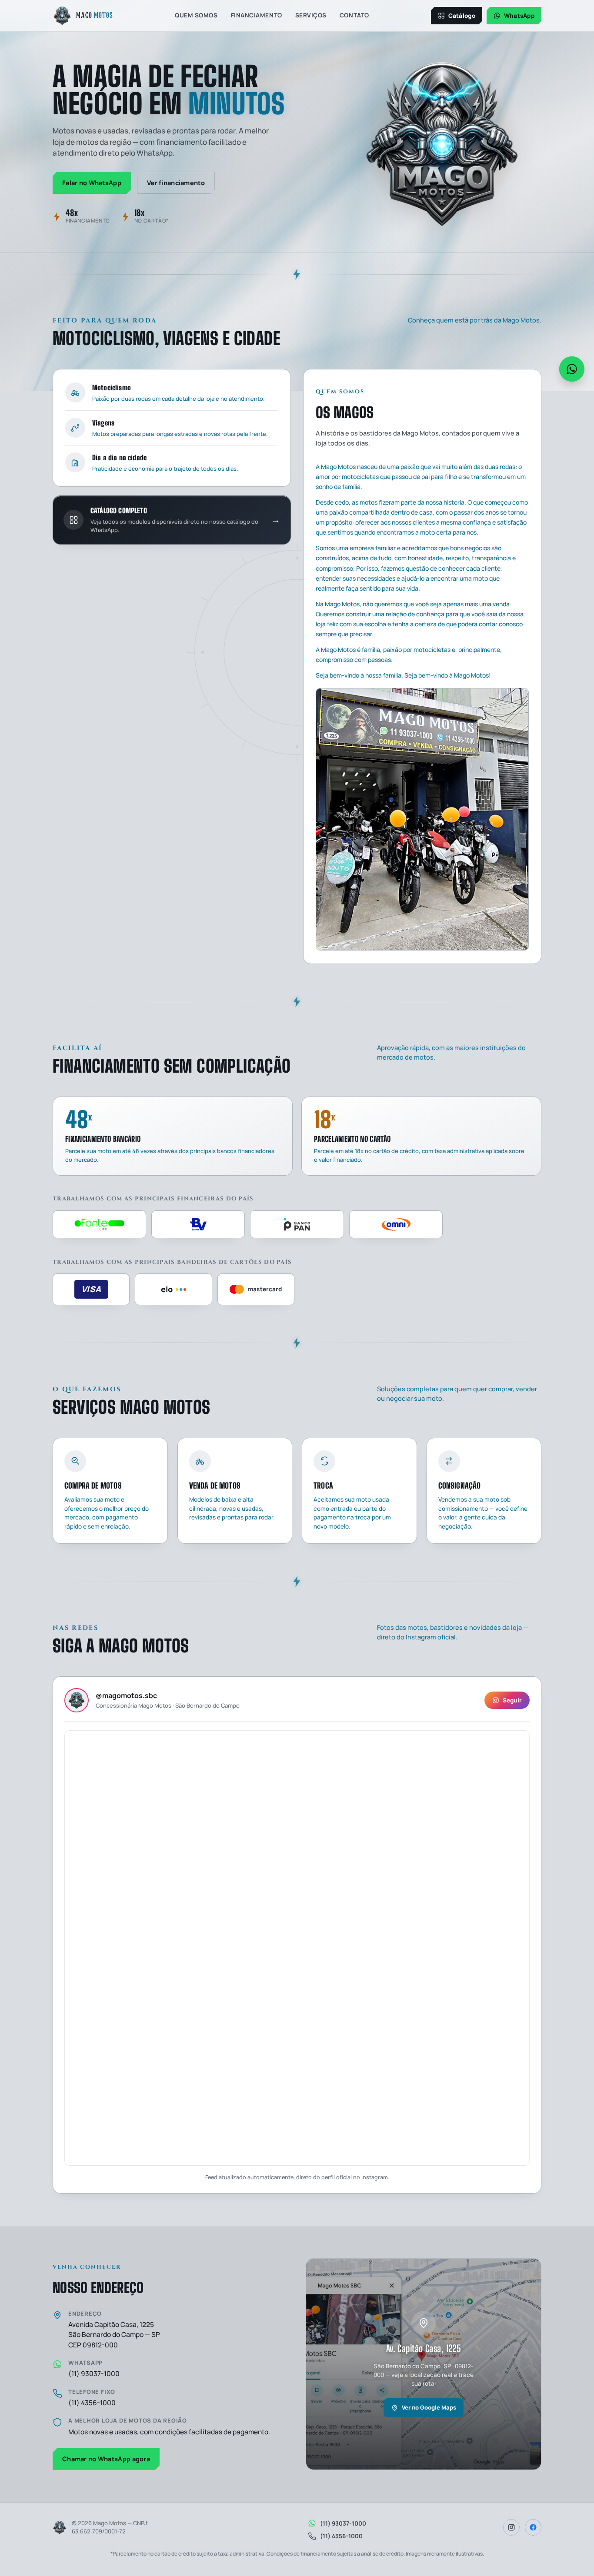 MAGO MOTOS
QUEM SOMOS
FINANCIAMENTO
SERVIÇOS
CONTATO
Catálogo
WhatsApp
A MAGIA DE FECHAR
NEGÓCIO EM MINUTOS
Motos novas e usadas, revisadas e prontas para rodar. A melhor
loja de motos da região — com financiamento facilitado e
atendimento direto pelo WhatsApp.
Falar no WhatsApp
Ver financiamento
48x
FINANCIAMENTO
18x
NO CARTÃO*
MAGO
MOTOS
FEITO PARA QUEM RODA
MOTOCICLISMO, VIAGENS E CIDADE
Conheça quem está por trás da Mago Motos.
Motociclismo
Paixão por duas rodas em cada detalhe da loja e no atendimento.
Viagens
Motos preparadas para longas estradas e novas rotas pela frente.
Dia a dia na cidade
Praticidade e economia para o trajeto de todos os dias.
CATÁLOGO COMPLETO
Veja todos os modelos disponíveis direto no nosso catálogo do
WhatsApp.
→
QUEM SOMOS
OS MAGOS
A história e os bastidores da Mago Motos, contados por quem vive a
loja todos os dias.
A Mago Motos nasceu de uma paixão que vai muito além das duas rodas: o
amor por motocicletas que passou de pai para filho e se transformou em um
sonho de família.
Desde cedo, as motos fizeram parte da nossa história. O que começou como
uma paixão compartilhada dentro de casa, com o passar dos anos se tornou
um propósito: oferecer aos nossos clientes a mesma confiança e satisfação
que sentimos quando encontramos a moto certa para nós.
Somos uma empresa familiar e acreditamos que bons negócios são
construídos, acima de tudo, com honestidade, respeito, transparência e
compromisso. Por isso, fazemos questão de conhecer cada cliente,
entender suas necessidades e ajudá-lo a encontrar uma moto que
realmente faça sentido para sua vida.
Na Mago Motos, não queremos que você seja apenas mais uma venda.
Queremos construir uma relação de confiança para que você saia da nossa
loja feliz com sua escolha e tenha a certeza de que poderá contar conosco
sempre que precisar.
A Mago Motos é família, paixão por motocicletas e, principalmente,
compromisso com pessoas.
Seja bem-vindo à nossa família. Seja bem-vindo à Mago Motos!
MAGO MOTOS
11 93037-1000
11 4356-1000
COMPRA • VENDA • CONSIGNAÇÃO
1225
FACILITA AÍ
FINANCIAMENTO SEM COMPLICAÇÃO
Aprovação rápida, com as maiores instituições do
mercado de motos.
48x
FINANCIAMENTO BANCÁRIO
Parcele sua moto em até 48 vezes através dos principais bancos financiadores
do mercado.
18x
PARCELAMENTO NO CARTÃO
Parcele em até 18x no cartão de crédito, com taxa administrativa aplicada sobre
o valor financiado.
TRABALHAMOS COM AS PRINCIPAIS FINANCEIRAS DO PAÍS
fonte
BV
BANCO
PAN
omni
TRABALHAMOS COM AS PRINCIPAIS BANDEIRAS DE CARTÕES DO PAÍS
VISA
elo
mastercard
O QUE FAZEMOS
SERVIÇOS MAGO MOTOS
Soluções completas para quem quer comprar, vender
ou negociar sua moto.
COMPRA DE MOTOS
Avaliamos sua moto e
oferecemos o melhor preço do
mercado, com pagamento
rápido e sem enrolação.
VENDA DE MOTOS
Modelos de baixa e alta
cilindrada, novas e usadas,
revisadas e prontas para rodar.
TROCA
Aceitamos sua moto usada
como entrada ou parte do
pagamento na troca por um
novo modelo.
CONSIGNAÇÃO
Vendemos a sua moto sob
comissionamento — você define
o valor, a gente cuida da
negociação.
NAS REDES
SIGA A MAGO MOTOS
Fotos das motos, bastidores e novidades da loja —
direto do Instagram oficial.
@magomotos.sbc
Concessionária Mago Motos · São Bernardo do Campo
Seguir
Feed atualizado automaticamente, direto do perfil oficial no Instagram.
VENHA CONHECER
NOSSO ENDEREÇO
ENDEREÇO
Avenida Capitão Casa, 1225
São Bernardo do Campo — SP
CEP 09812-000
WHATSAPP
(11) 93037-1000
TELEFONE FIXO
(11) 4356-1000
A MELHOR LOJA DE MOTOS DA REGIÃO
Motos novas e usadas, com condições facilitadas de pagamento.
Chamar no WhatsApp agora
Mago Motos SBC
Av. Capitão Casa, 1225
São Bernardo do Campo, SP · 09812-
000 — veja a localização real e trace
sua rota.
Ver no Google Maps
Google Maps
© 2026 Mago Motos — CNPJ
63.662.709/0001-72
(11) 93037-1000
(11) 4356-1000
*Parcelamento no cartão de crédito sujeito a taxa administrativa. Condições de financiamento sujeitas a análise de crédito. Imagens meramente ilustrativas.